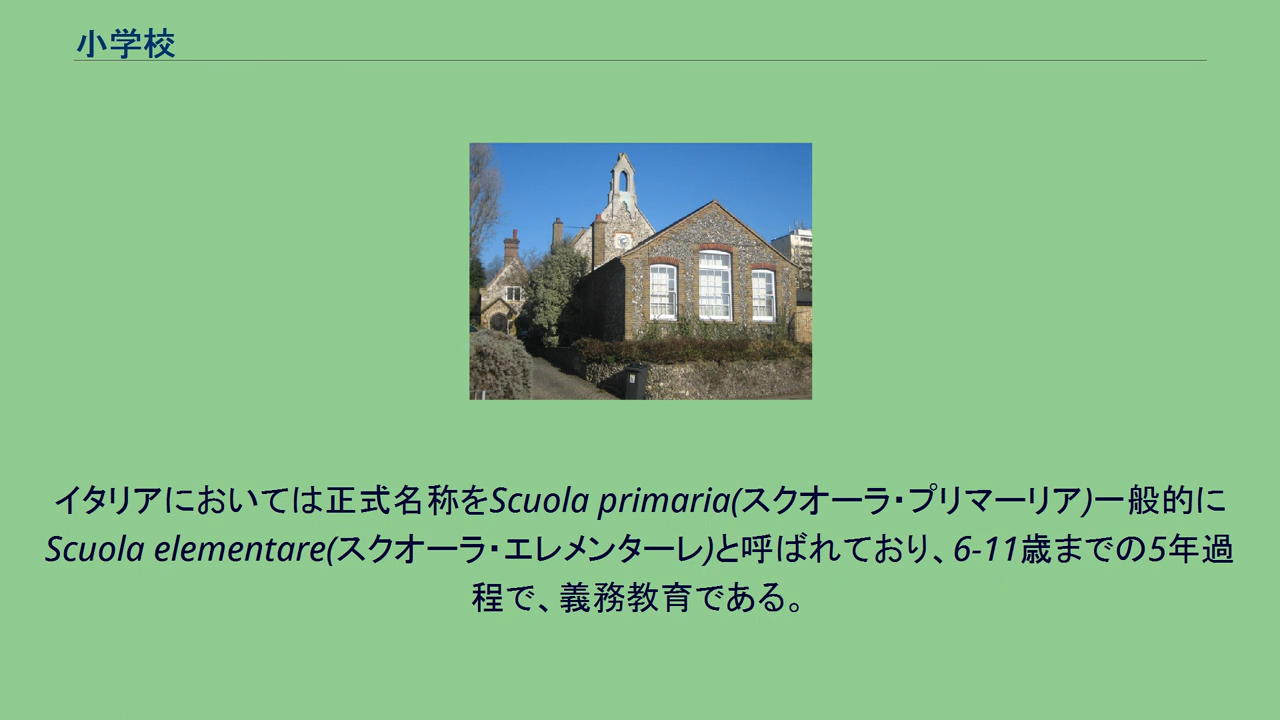 小学校
イタリアにおいては正式名称をScuola primaria(スクオーラ・プリマーリア)一般的に
Scuola elementare(スクオーラ・エレメンターレ)と呼ばれており、6-11歳までの5年過
程で、義務教育である。